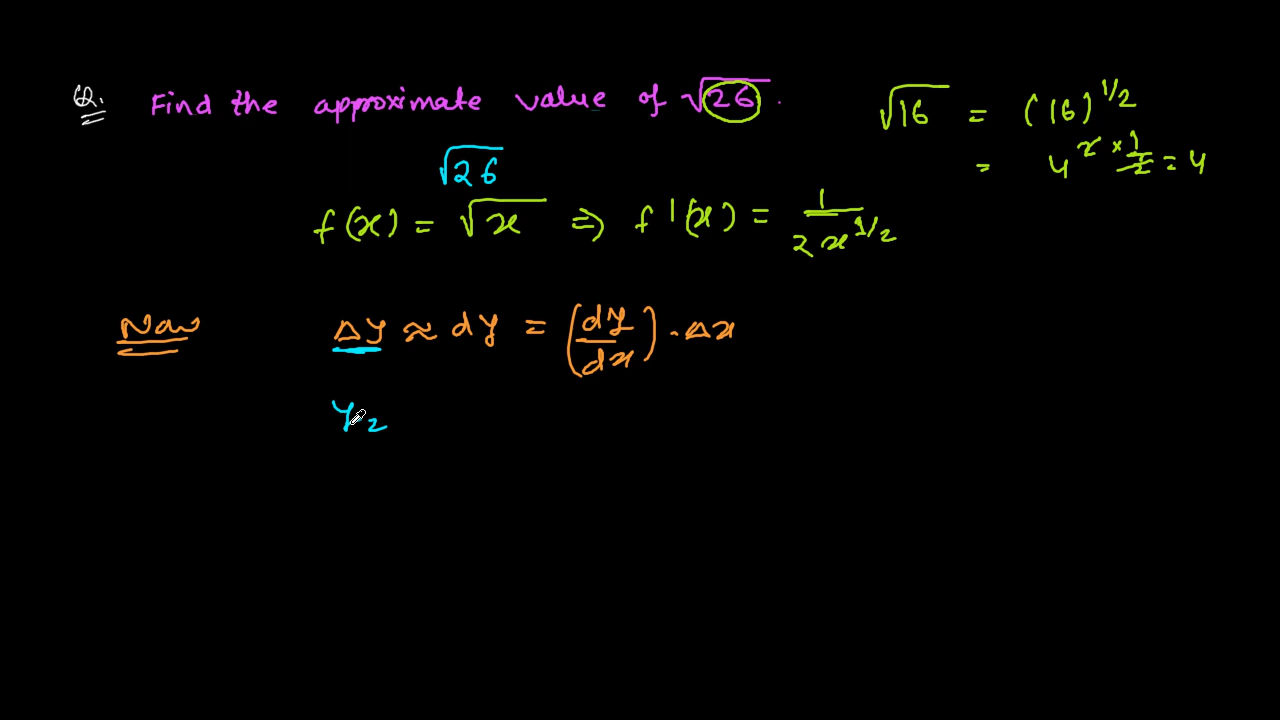 Q. Find the approximate value of √26.
√16 = (16)^1/2
= 4^2×1/2 = 4
√26
f(x) = √x ⇒ f'(x) = 1/2x^1/2
Now Δy ≈ dy = (dy/dx).Δx
y2